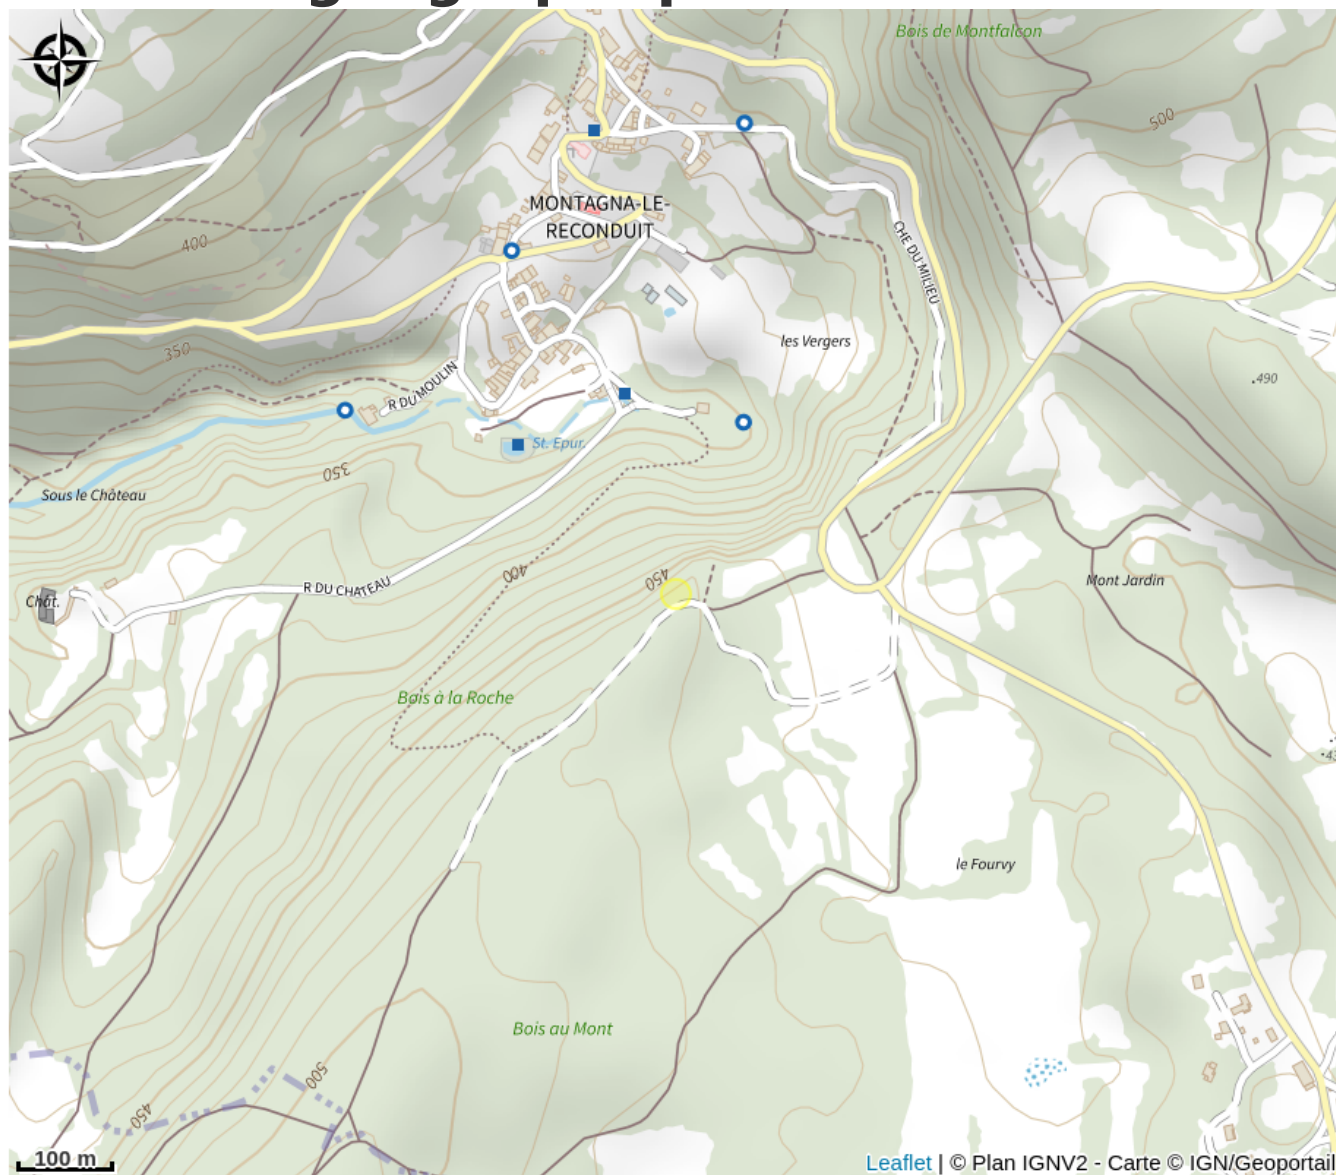 Bois de Montfalcon
500
MONTAGNA-LE-
RECONDUIT
CHE DU MILIEU
400
les Vergers
350
R DU MOULIN
.490
St. Epur.
350
Sous le Château
400
450
R DU CHATEAU
Chât.
Mont Jardin
Bois à la Roche
le Fourvy
Bois au Mont
500
450
100 m
Leaflet | © Plan IGNV2 - Carte © IGN/Geoportail